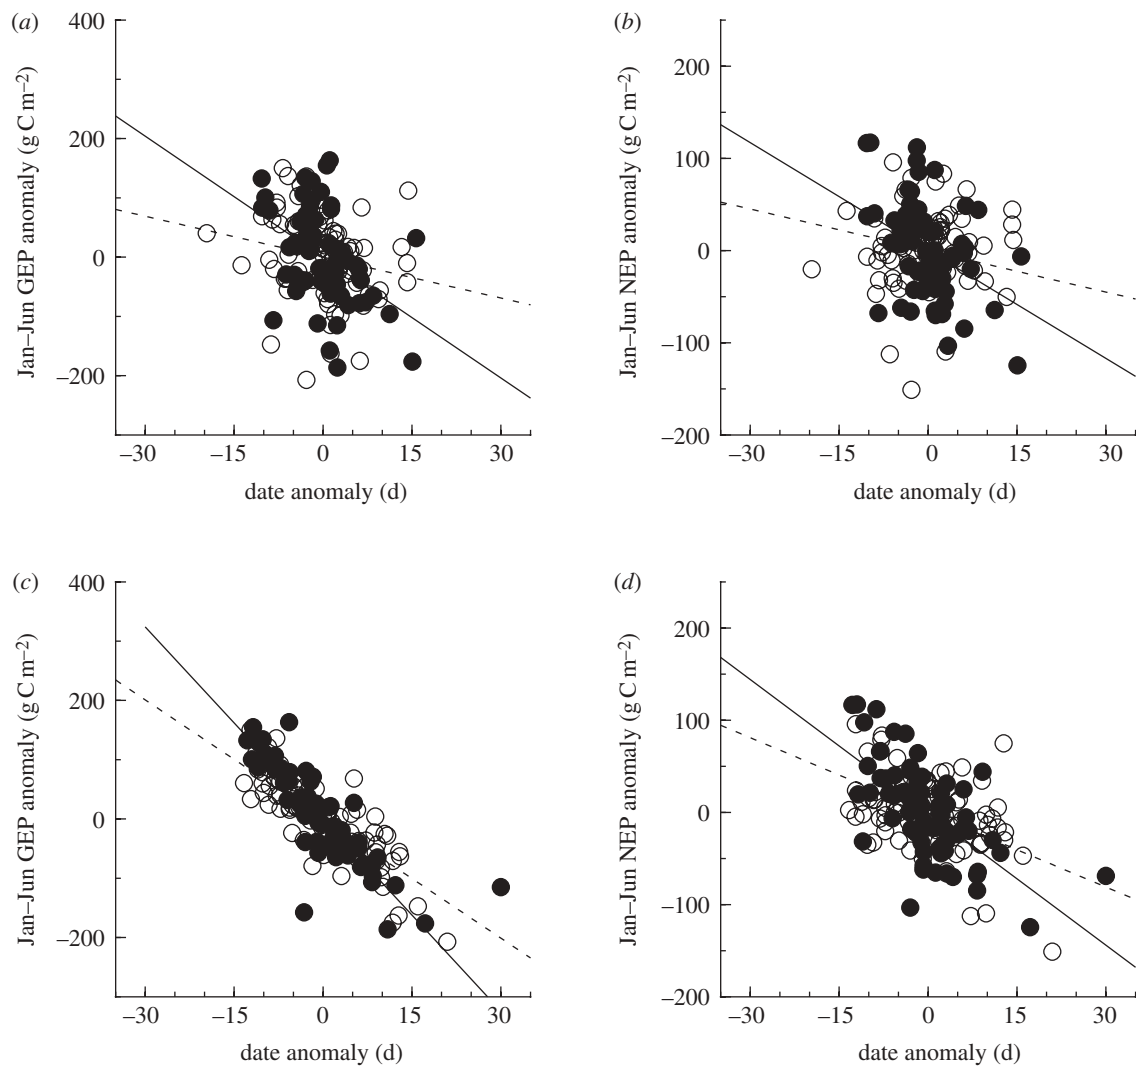 (a)
400
200
0
–200
Jan–Jun GEP anomaly (g C m–2)
–30 –15 0 15 30
date anomaly (d)
(b)
200
100
0
–100
–200
Jan–Jun NEP anomaly (g C m–2)
–30 –15 0 15 30
date anomaly (d)
(c)
400
200
0
–200
Jan–Jun GEP anomaly (g C m–2)
–30 –15 0 15 30
date anomaly (d)
(d)
200
100
0
–100
–200
Jan–Jun NEP anomaly (g C m–2)
–30 –15 0 15 30
date anomaly (d)